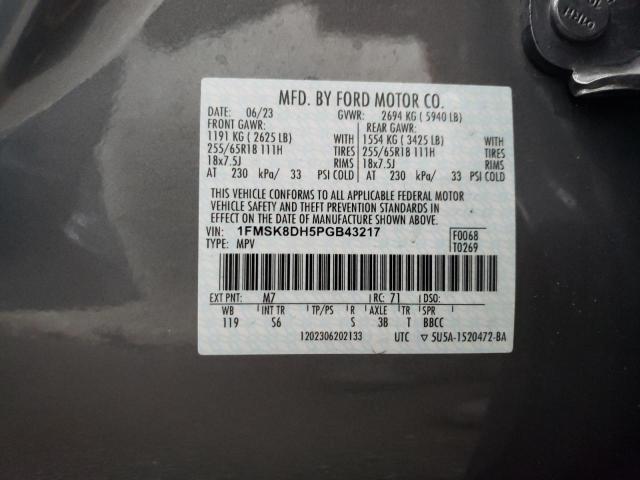 MFD. BY FORD MOTOR CO.
DATE: 06/23 GVWR: 2694 KG ( 5940 LB)
FRONT GAWR: REAR GAWR:
1191 KG ( 2625 LB) WITH 1554 KG ( 3425 LB) WITH
255/65R18 111H TIRES 255/65R18 111H TIRES
18x7.5J RIMS 18x7.5J RIMS
AT 230 kPa/ 33 PSI COLD AT 230 kPa/ 33 PSI COLD
THIS VEHICLE CONFORMS TO ALL APPLICABLE FEDERAL MOTOR
VEHICLE SAFETY AND THEFT PREVENTION STANDARDS IN
EFFECT ON THE DATE OF MANUFACTURE SHOWN ABOVE.
VIN: 1FMSK8DH5PGB43217 F0068
TYPE: MPV T0269
EXT PNT: M7 RC: 71 DSO:
WB INT TR TP/PS R AXLE TR SPR
119 S6 S 3B T BBCC
1202306202133 UTC ▽ 5U5A-1520472-BA